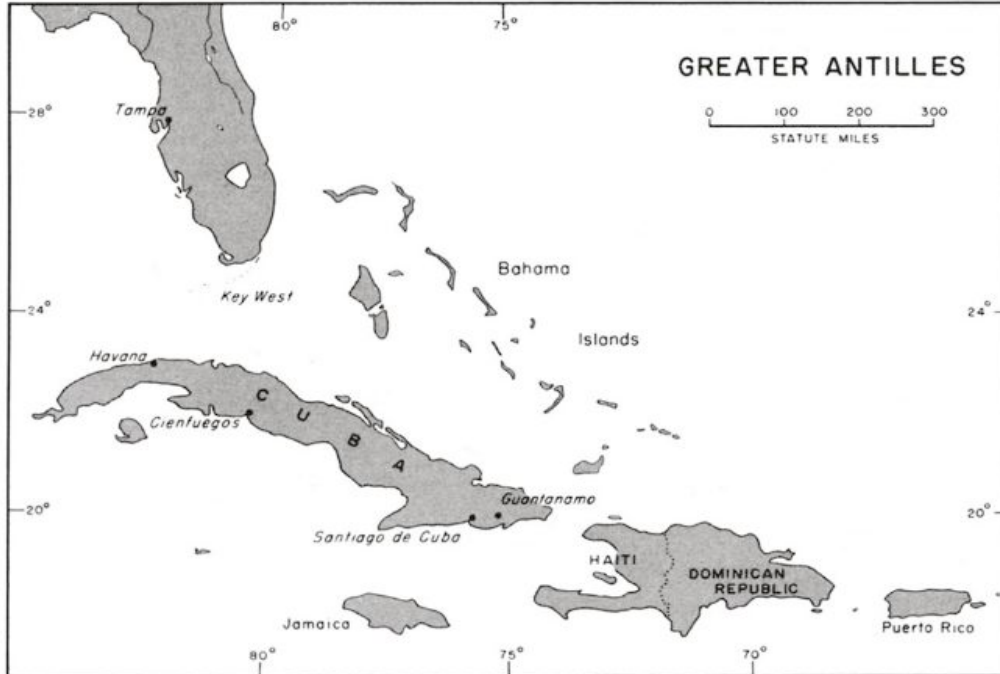 80°
75°
GREATER ANTILLES
0 100 200 300
STATUTE MILES
Tampa
28°
Bahama
Key West
24°
24°
Islands
Havana
CUBA
Cienfuegos
Guantanamo
20°
20°
Santiago de Cuba
HAITI
DOMINICAN
REPUBLIC
Jamaica
Puerto Rico
80°
75°
70°